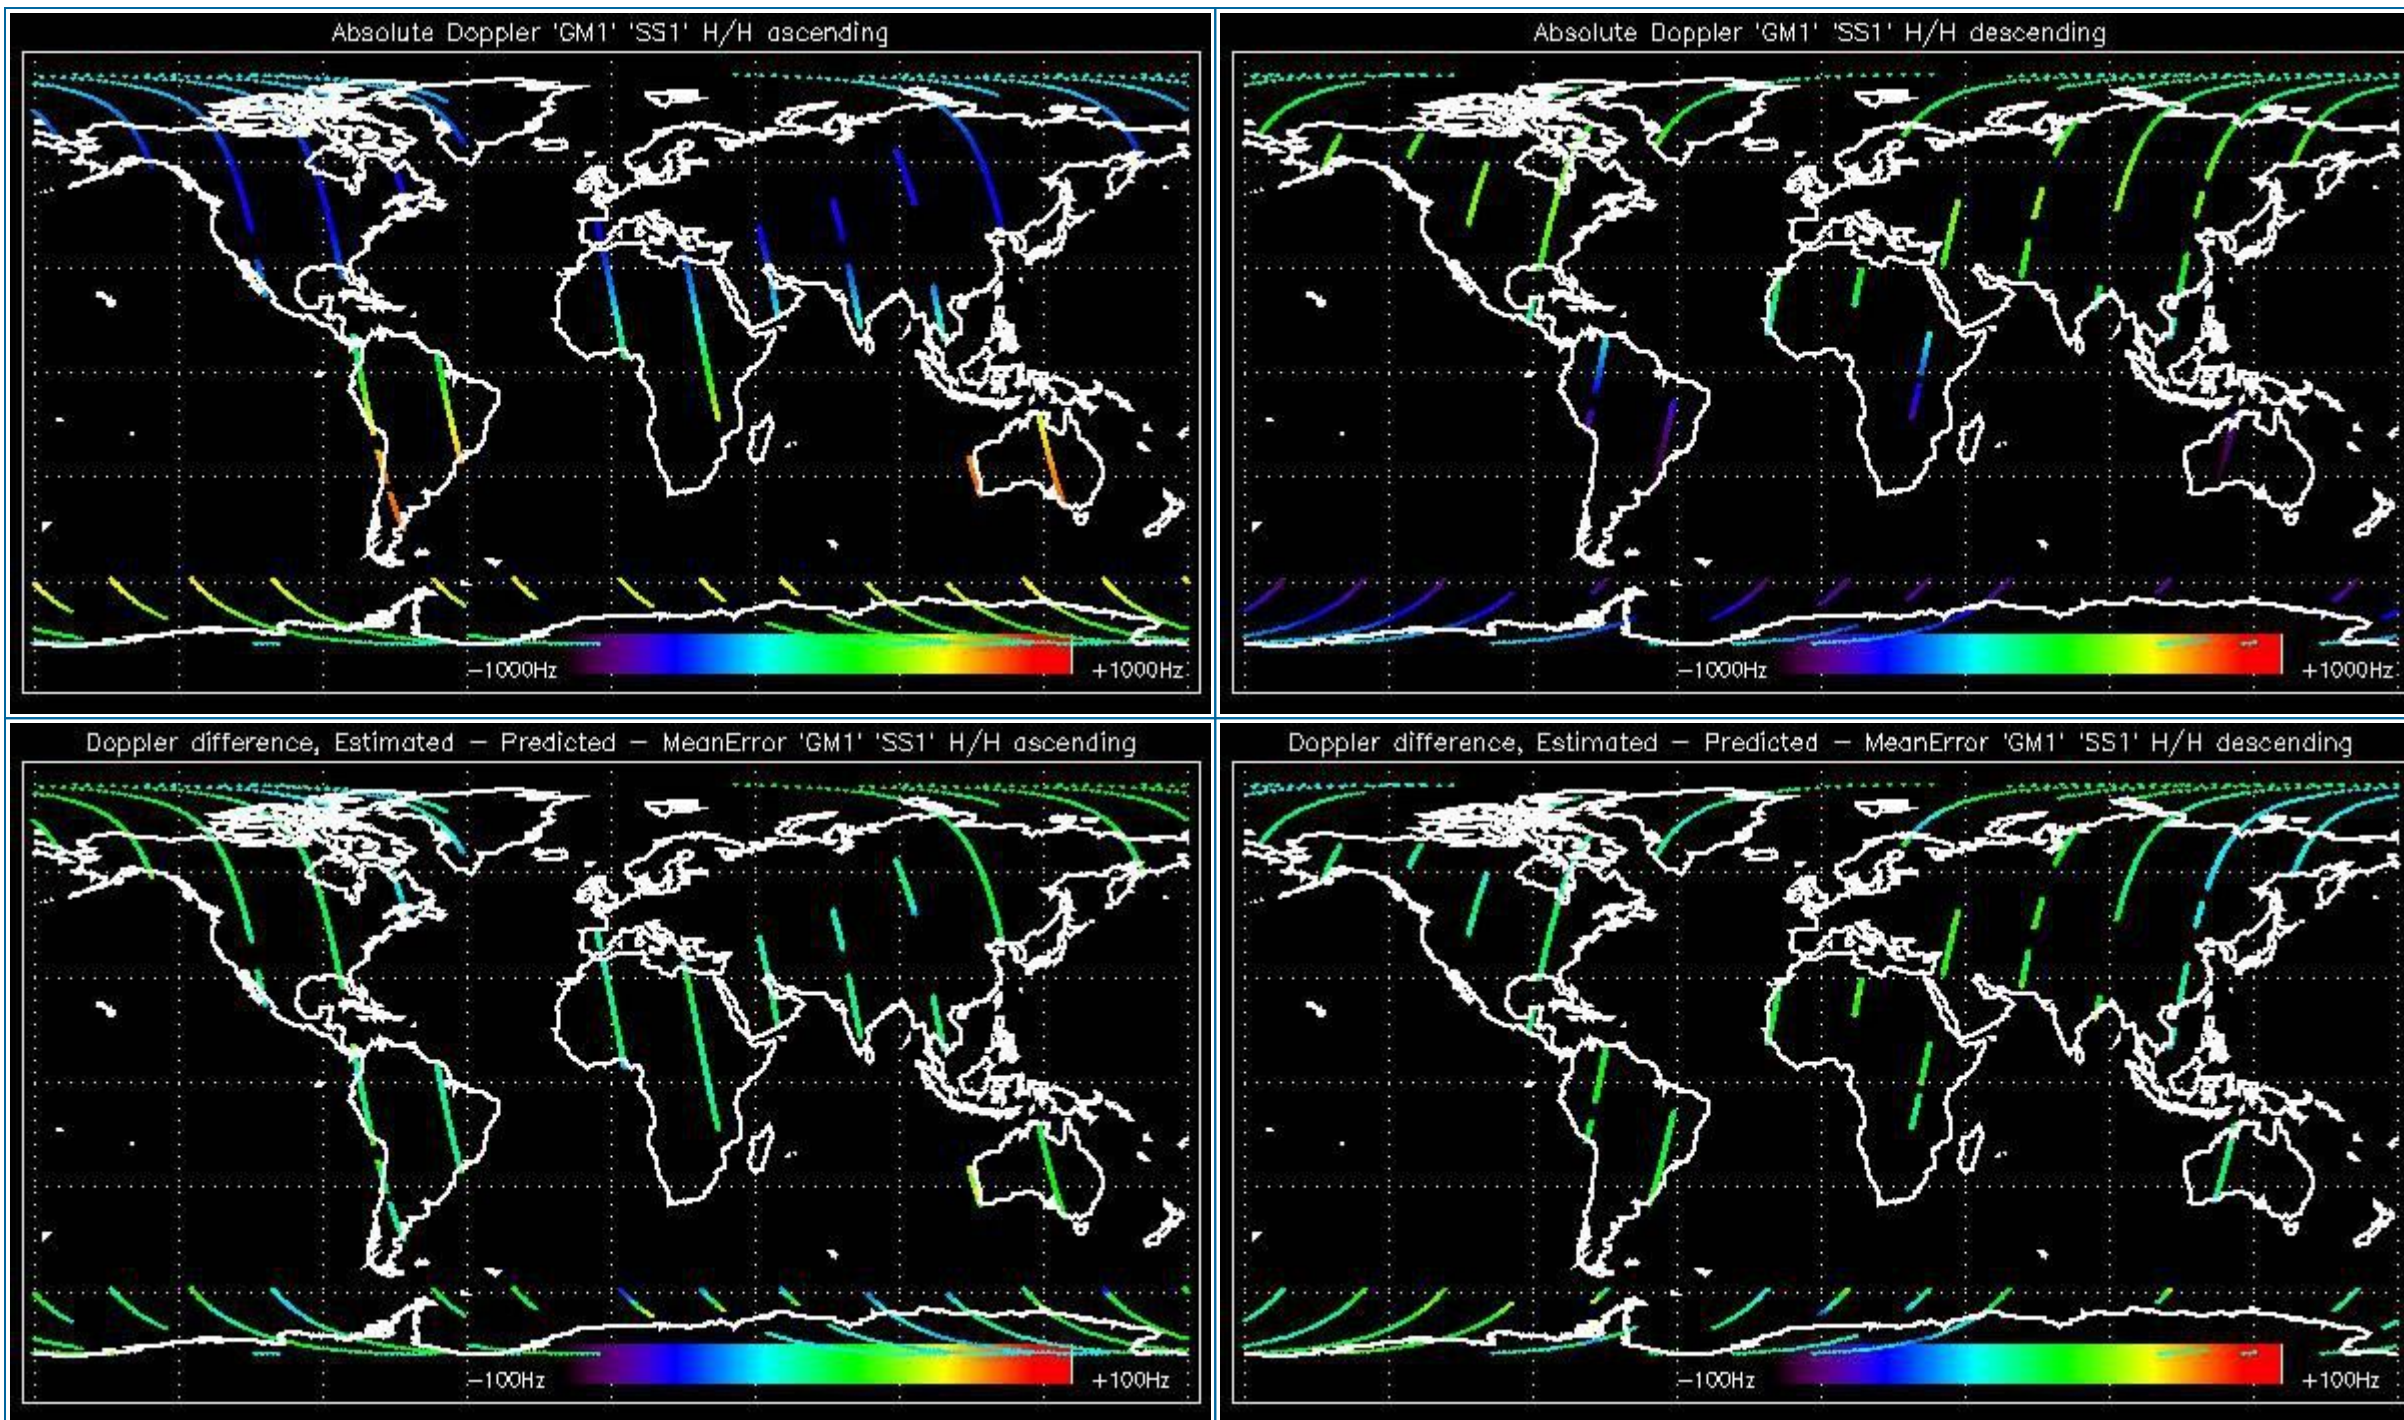 Absolute Doppler 'GM1' 'SS1' H/H ascending
−1000Hz
+1000Hz
Absolute Doppler 'GM1' 'SS1' H/H descending
−1000Hz
+1000Hz
Doppler difference, Estimated − Predicted − MeanError 'GM1' 'SS1' H/H ascending
−100Hz
+100Hz
Doppler difference, Estimated − Predicted − MeanError 'GM1' 'SS1' H/H descending
−100Hz
+100Hz